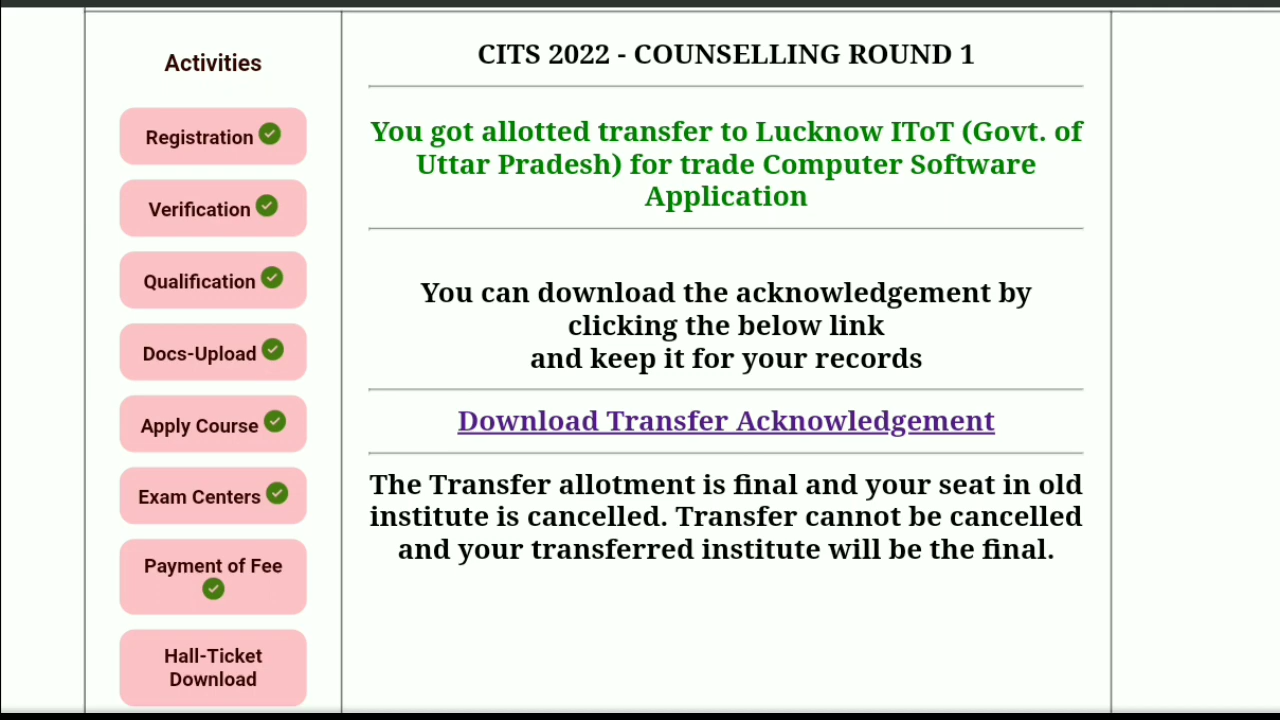 Activities
Registration
Verification
Qualification
Docs-Upload
Apply Course
Exam Centers
Payment of Fee
Hall-Ticket
Download
CITS 2022 - COUNSELLING ROUND 1
You got allotted transfer to Lucknow IToT (Govt. of
Uttar Pradesh) for trade Computer Software
Application
You can download the acknowledgement by
clicking the below link
and keep it for your records
Download Transfer Acknowledgement
The Transfer allotment is final and your seat in old
institute is cancelled. Transfer cannot be cancelled
and your transferred institute will be the final.